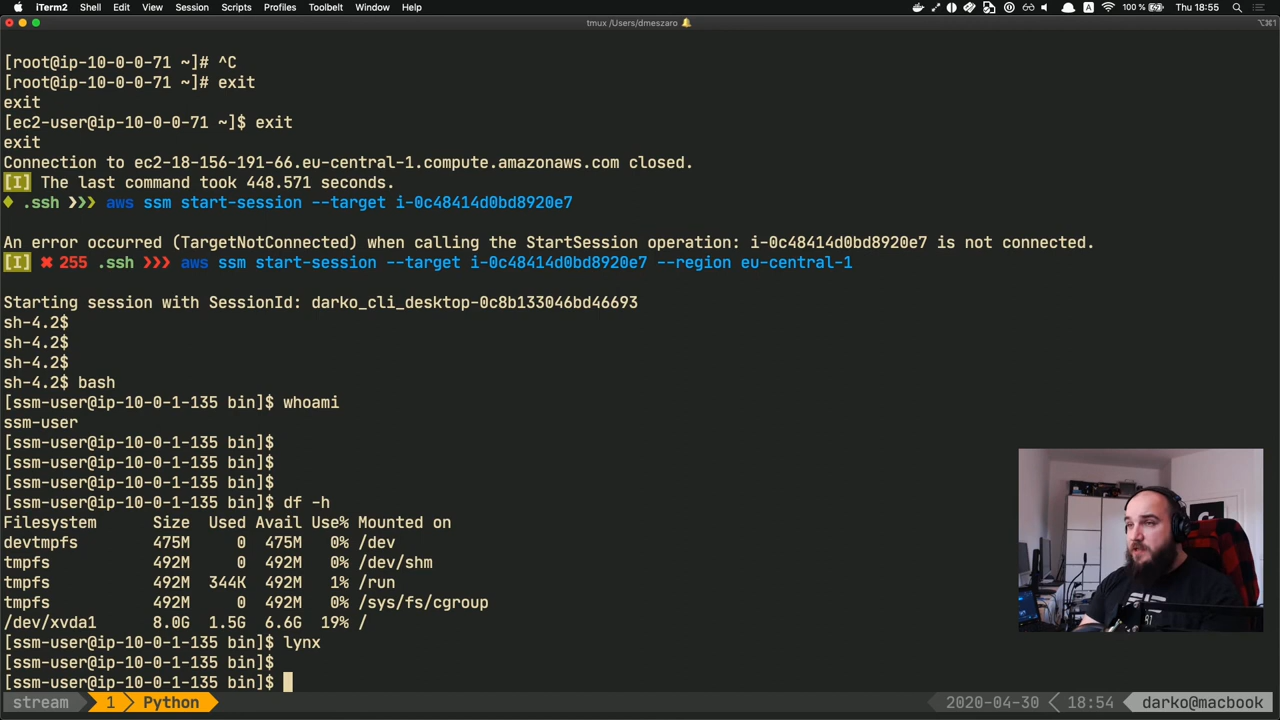 iTerm2 Shell Edit View Session Scripts Profiles Toolbelt Window Help 100 % Thu 18:55
tmux /Users/dmeszaro
[root@ip-10-0-0-71 ~]# ^C
[root@ip-10-0-0-71 ~]# exit
exit
[ec2-user@ip-10-0-0-71 ~]$ exit
exit
Connection to ec2-18-156-191-66.eu-central-1.compute.amazonaws.com closed.
[I] The last command took 448.571 seconds.
♦ .ssh ❯❯❯ aws ssm start-session --target i-0c48414d0bd8920e7
An error occurred (TargetNotConnected) when calling the StartSession operation: i-0c48414d0bd8920e7 is not connected.
[I] ✖ 255 .ssh ❯❯❯ aws ssm start-session --target i-0c48414d0bd8920e7 --region eu-central-1
Starting session with SessionId: darko_cli_desktop-0c8b133046bd46693
sh-4.2$
sh-4.2$
sh-4.2$
sh-4.2$ bash
[ssm-user@ip-10-0-1-135 bin]$ whoami
ssm-user
[ssm-user@ip-10-0-1-135 bin]$
[ssm-user@ip-10-0-1-135 bin]$
[ssm-user@ip-10-0-1-135 bin]$
[ssm-user@ip-10-0-1-135 bin]$ df -h
Filesystem Size Used Avail Use% Mounted on
devtmpfs 475M 0 475M 0% /dev
tmpfs 492M 0 492M 0% /dev/shm
tmpfs 492M 344K 492M 1% /run
tmpfs 492M 0 492M 0% /sys/fs/cgroup
/dev/xvda1 8.0G 1.5G 6.6G 19% /
[ssm-user@ip-10-0-1-135 bin]$ lynx
[ssm-user@ip-10-0-1-135 bin]$
[ssm-user@ip-10-0-1-135 bin]$
stream 1 Python 2020-04-30 18:54 darko@macbook